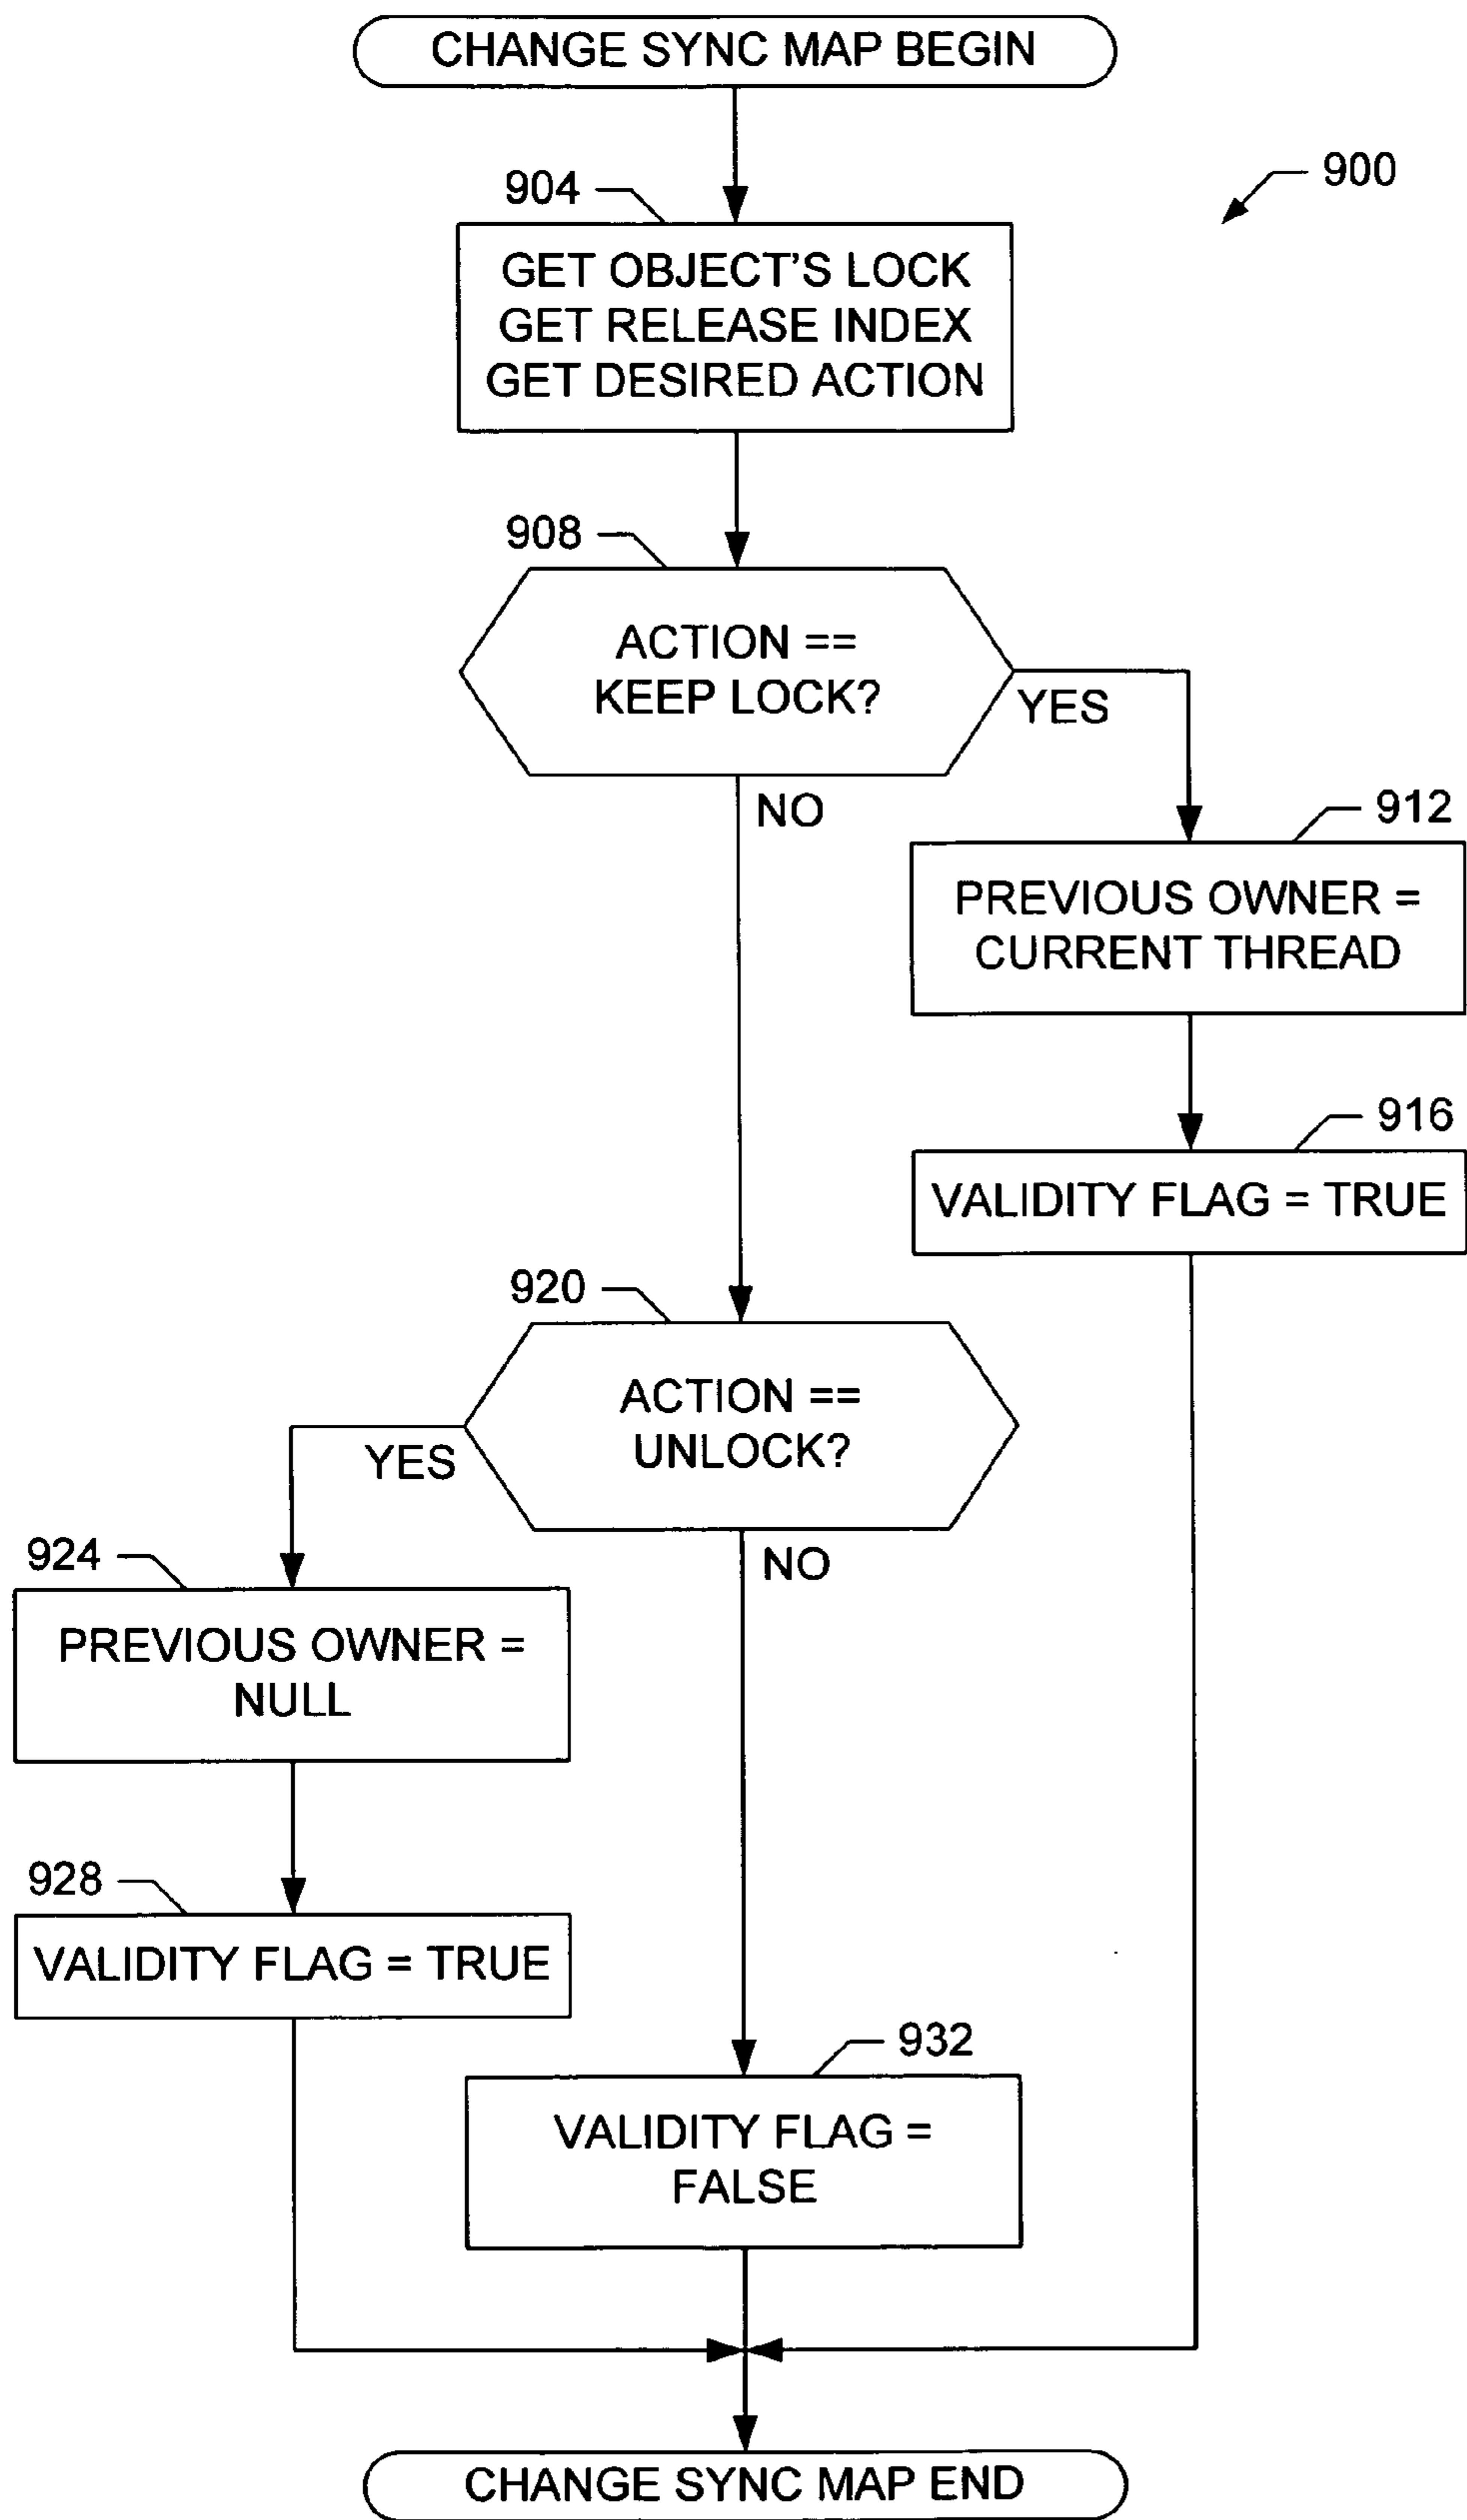 CHANGE SYNC MAP BEGIN
900
904
GET OBJECT'S LOCK
GET RELEASE INDEX
GET DESIRED ACTION
908
ACTION ==
KEEP LOCK?
YES
NO
912
PREVIOUS OWNER =
CURRENT THREAD
916
VALIDITY FLAG = TRUE
920
ACTION ==
UNLOCK?
YES
NO
924
PREVIOUS OWNER =
NULL
928
VALIDITY FLAG = TRUE
932
VALIDITY FLAG =
FALSE
CHANGE SYNC MAP END